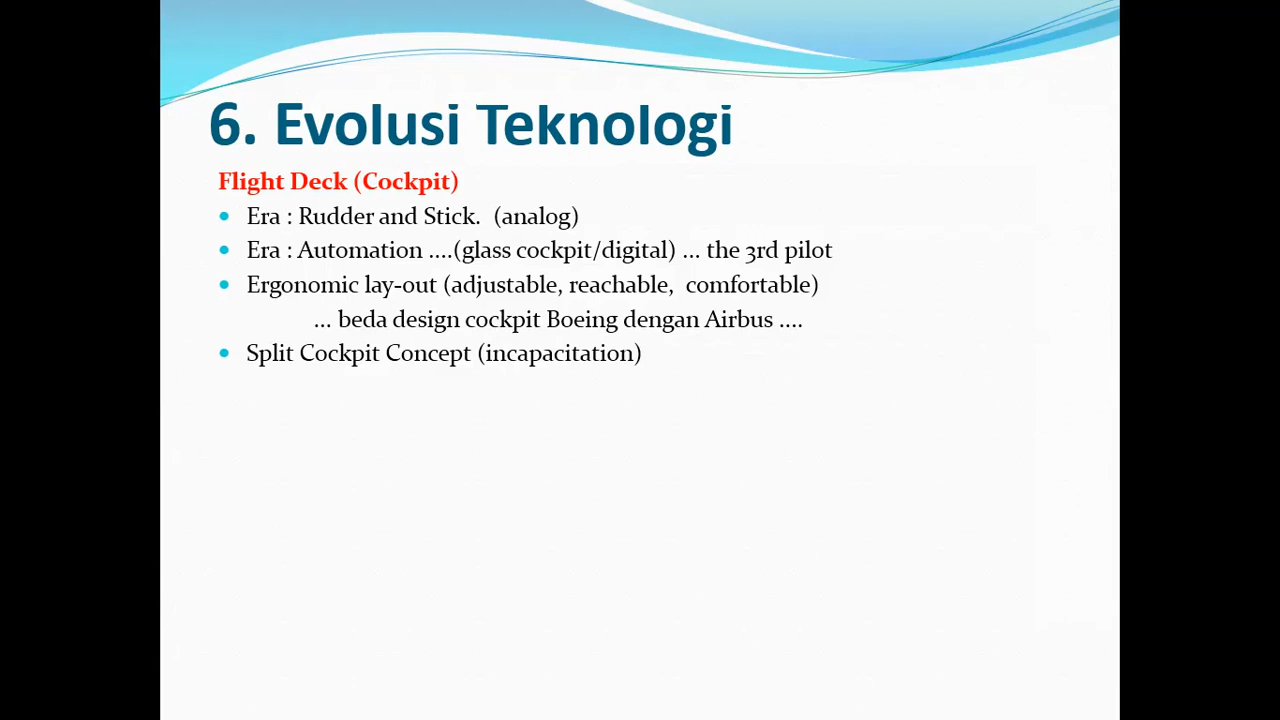 6. Evolusi Teknologi
Flight Deck (Cockpit)
• Era : Rudder and Stick.  (analog)
• Era : Automation ....(glass cockpit/digital) ... the 3rd pilot
• Ergonomic lay-out (adjustable, reachable,  comfortable)
... beda design cockpit Boeing dengan Airbus ....
• Split Cockpit Concept (incapacitation)